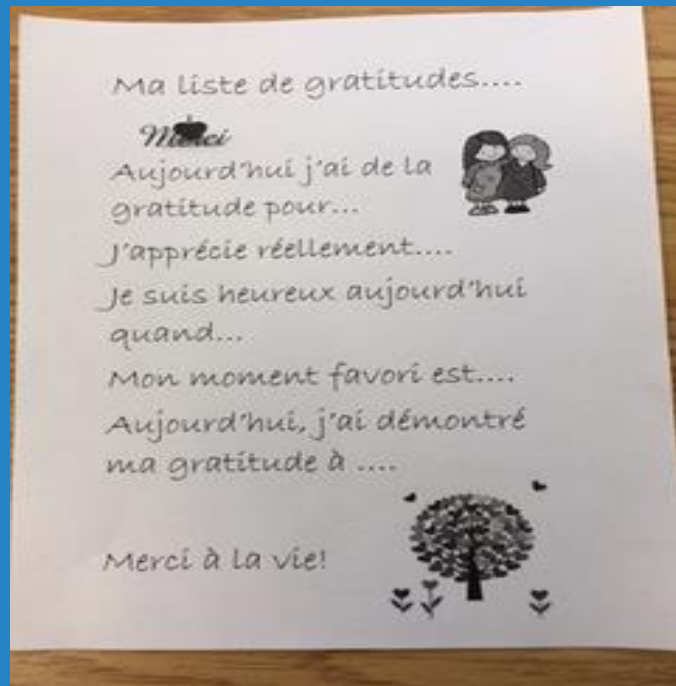 Ma liste de gratitudes....
Merci
Aujourd'hui j'ai de la
gratitude pour...
J'apprécie réellement....
Je suis heureux aujourd'hui
quand...
Mon moment favori est....
Aujourd'hui, j'ai démontré
ma gratitude à ....
Merci à la vie!